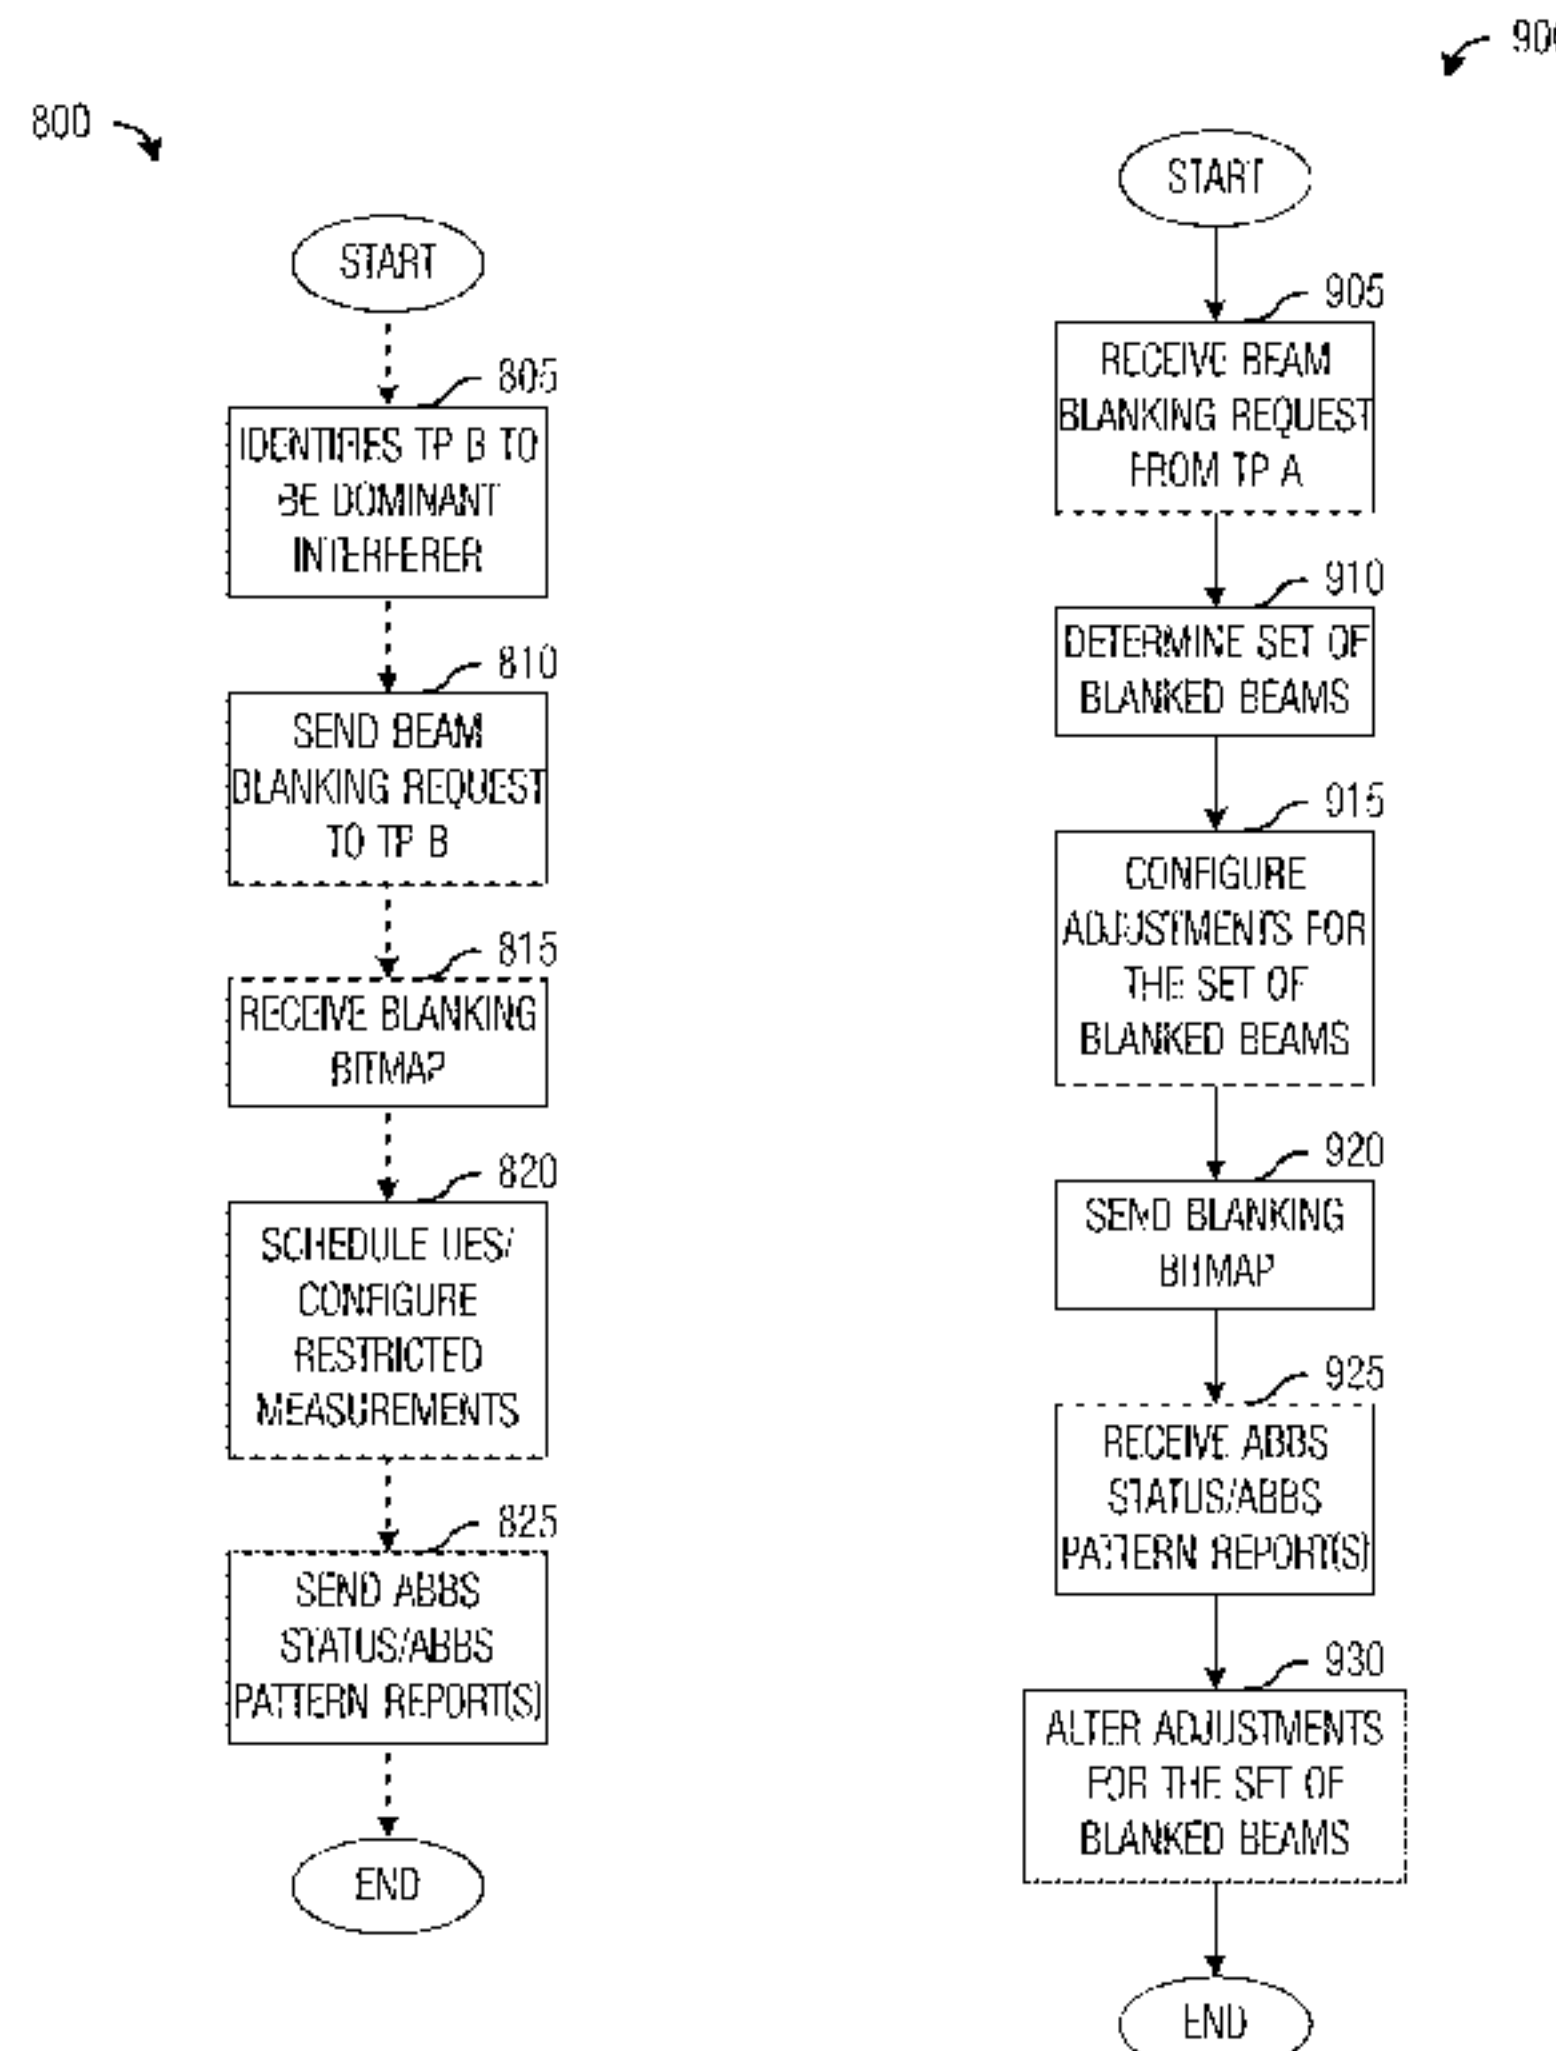 800
START
805
IDENTIFIES TP B TO
BE DOMINANT
INTERFERER
810
SEND BEAM
BLANKING REQUEST
TO TP B
815
RECEIVE BLANKING
BITMAP
820
SCHEDULE UES/
CONFIGURE
RESTRICTED
MEASUREMENTS
825
SEND ABBS
STATUS/ABBS
PATTERN REPORT(S)
END
900
START
905
RECEIVE BEAM
BLANKING REQUEST
FROM TP A
910
DETERMINE SET OF
BLANKED BEAMS
915
CONFIGURE
ADJUSTMENTS FOR
THE SET OF
BLANKED BEAMS
920
SEND BLANKING
BITMAP
925
RECEIVE ABBS
STATUS/ABBS
PATTERN REPORT(S)
930
ALTER ADJUSTMENTS
FOR THE SET OF
BLANKED BEAMS
END